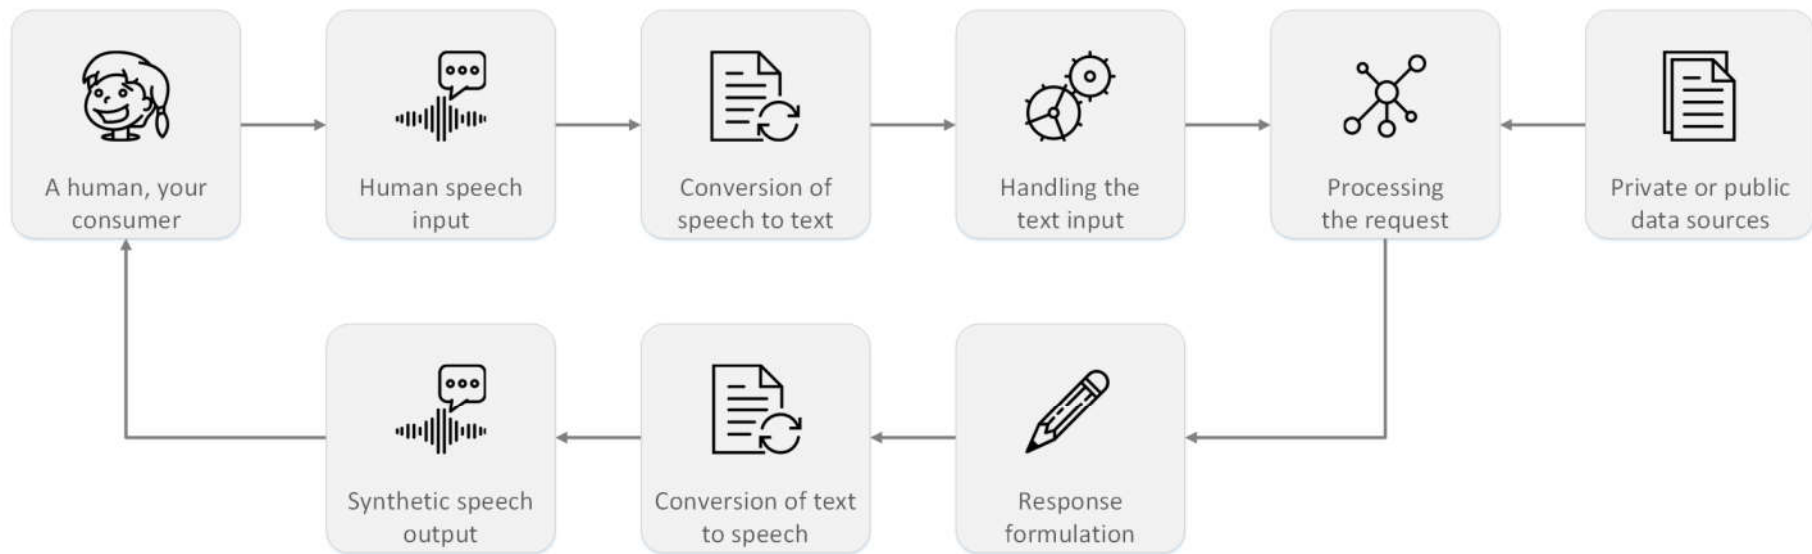 A human, your
consumer
Human speech
input
Conversion of
speech to text
Handling the
text input
Processing
the request
Private or public
data sources
Synthetic speech
output
Conversion of text
to speech
Response
formulation